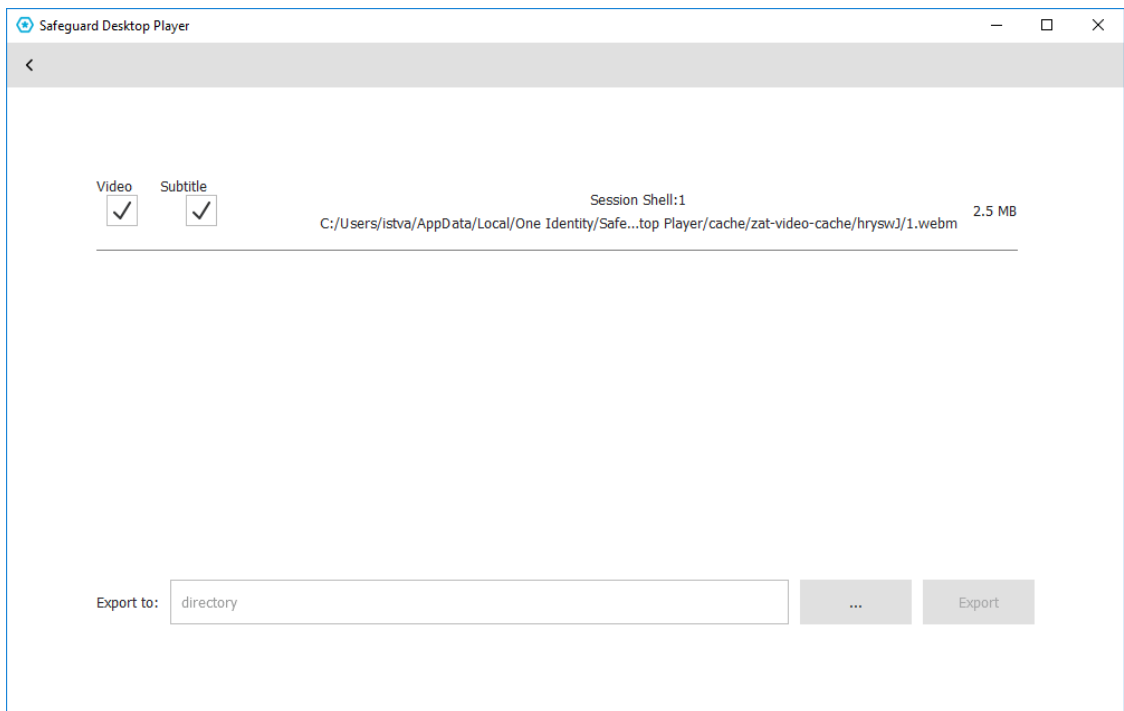 Safeguard Desktop Player
Video Subtitle
Session Shell:1
C:/Users/istva/AppData/Local/One Identity/Safe...top Player/cache/zat-video-cache/hryswJ/1.webm
2.5 MB
Export to: directory ... Export